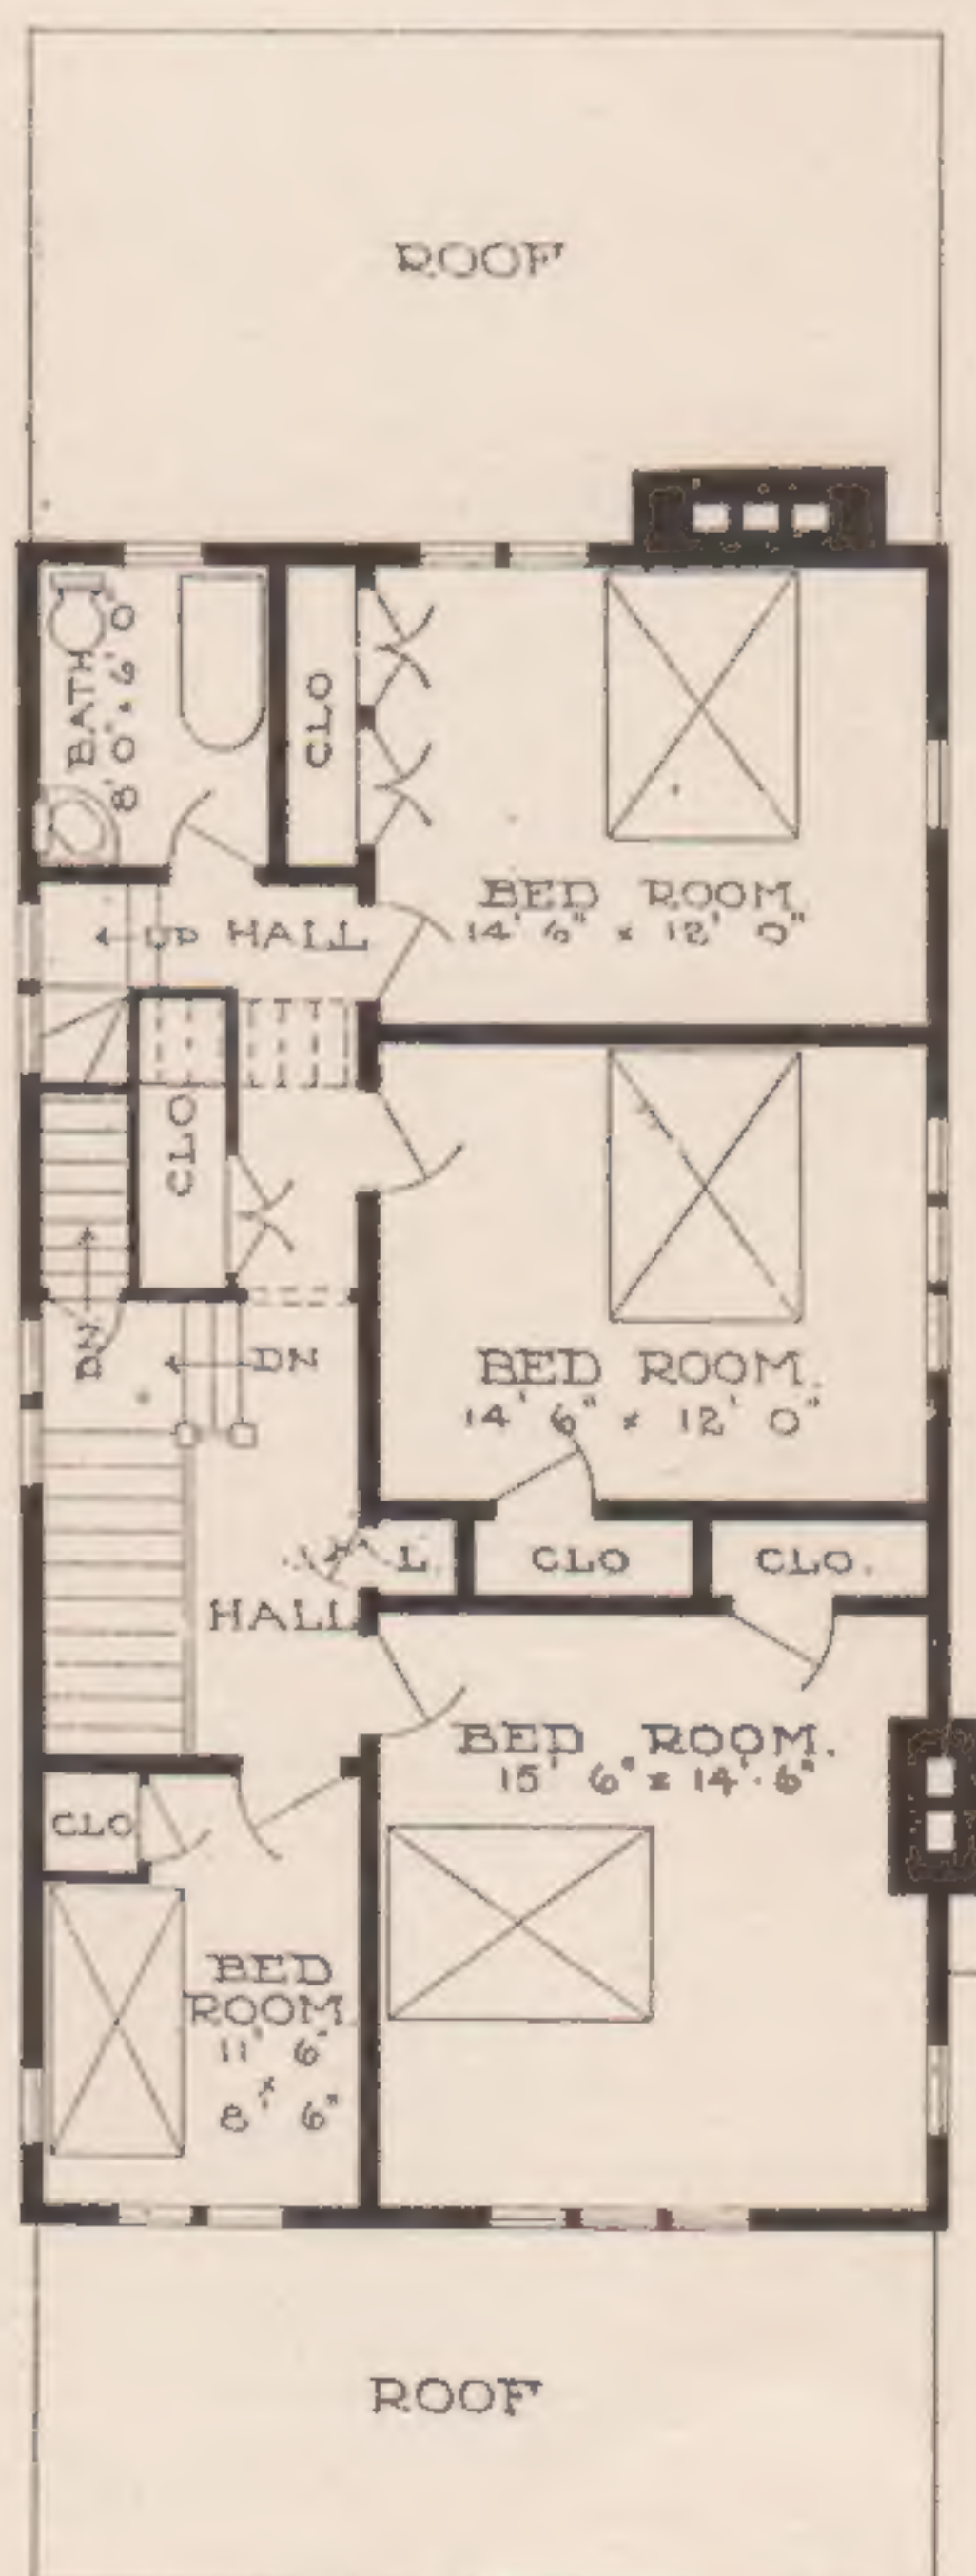 ROOF
BATH
8' 0" x 6' 0
CLO
BED ROOM.
14' 6" x 12' 0"
UP
HALL
CLO
DN
DN
BED ROOM.
14' 6" x 12' 0"
L.
CLO
CLO.
HALL
BED ROOM.
15' 6" x 14' 6"
CLO
BED
ROOM.
11' 6"
x
8' 6"
ROOF